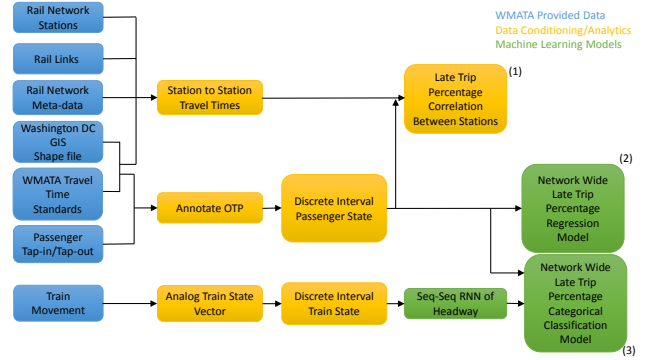 WMATA Provided Data
Data Conditioning/Analytics
Machine Learning Models
Rail Network
Stations
Rail Links
Rail Network
Meta-data
Washington DC
GIS
Shape file
WMATA Travel
Time
Standards
Passenger
Tap-in/Tap-out
Train
Movement
Station to Station
Travel Times
Annotate OTP
Analog Train State
Vector
Discrete Interval
Passenger State
Discrete Interval
Train State
(1)
Late Trip
Percentage
Correlation
Between Stations
Seq-Seq RNN of
Headway
(2)
Network Wide
Late Trip
Percentage
Regression
Model
Network Wide
Late Trip
Percentage
Categorical
Classification
Model
(3)